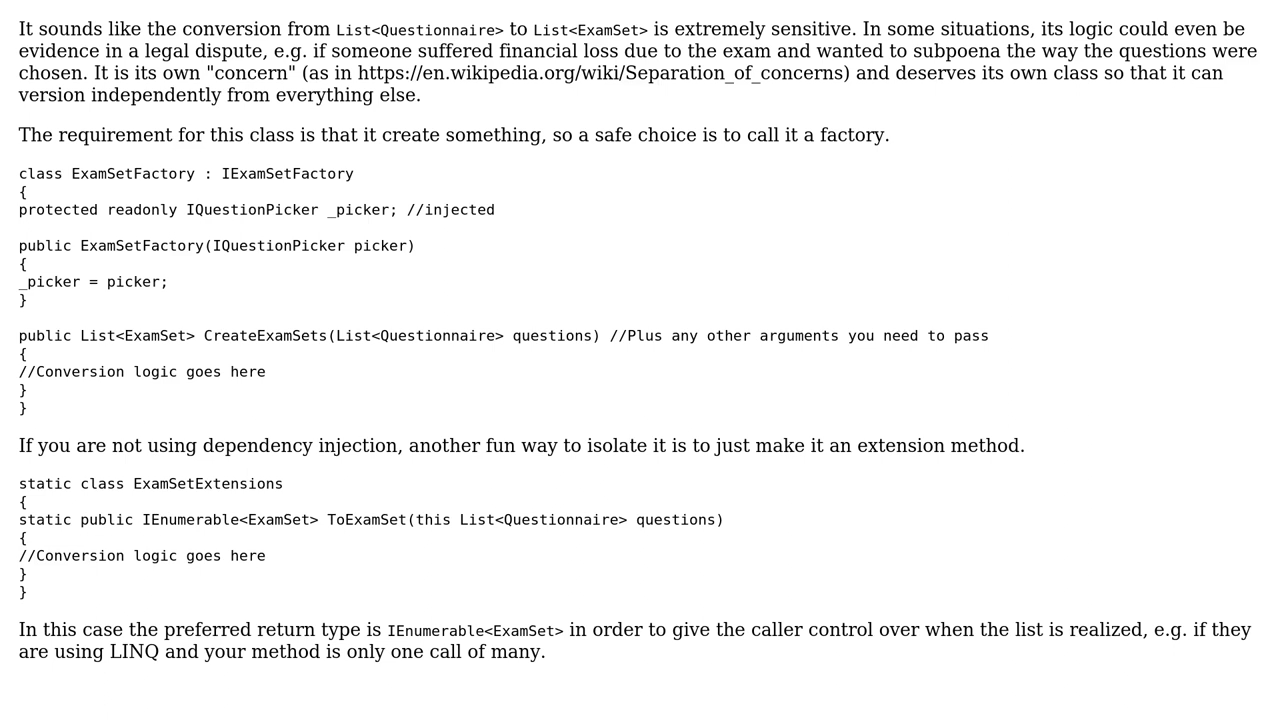 It sounds like the conversion from List<Questionnaire> to List<ExamSet> is extremely sensitive. In some situations, its logic could even be
evidence in a legal dispute, e.g. if someone suffered financial loss due to the exam and wanted to subpoena the way the questions were
chosen. It is its own "concern" (as in https://en.wikipedia.org/wiki/Separation_of_concerns) and deserves its own class so that it can
version independently from everything else.
The requirement for this class is that it create something, so a safe choice is to call it a factory.
class ExamSetFactory : IExamSetFactory
{
protected readonly IQuestionPicker _picker; //injected
public ExamSetFactory(IQuestionPicker picker)
{
_picker = picker;
}
public List<ExamSet> CreateExamSets(List<Questionnaire> questions) //Plus any other arguments you need to pass
{
//Conversion logic goes here
}
}
If you are not using dependency injection, another fun way to isolate it is to just make it an extension method.
static class ExamSetExtensions
{
static public IEnumerable<ExamSet> ToExamSet(this List<Questionnaire> questions)
{
//Conversion logic goes here
}
}
In this case the preferred return type is IEnumerable<ExamSet> in order to give the caller control over when the list is realized, e.g. if they
are using LINQ and your method is only one call of many.